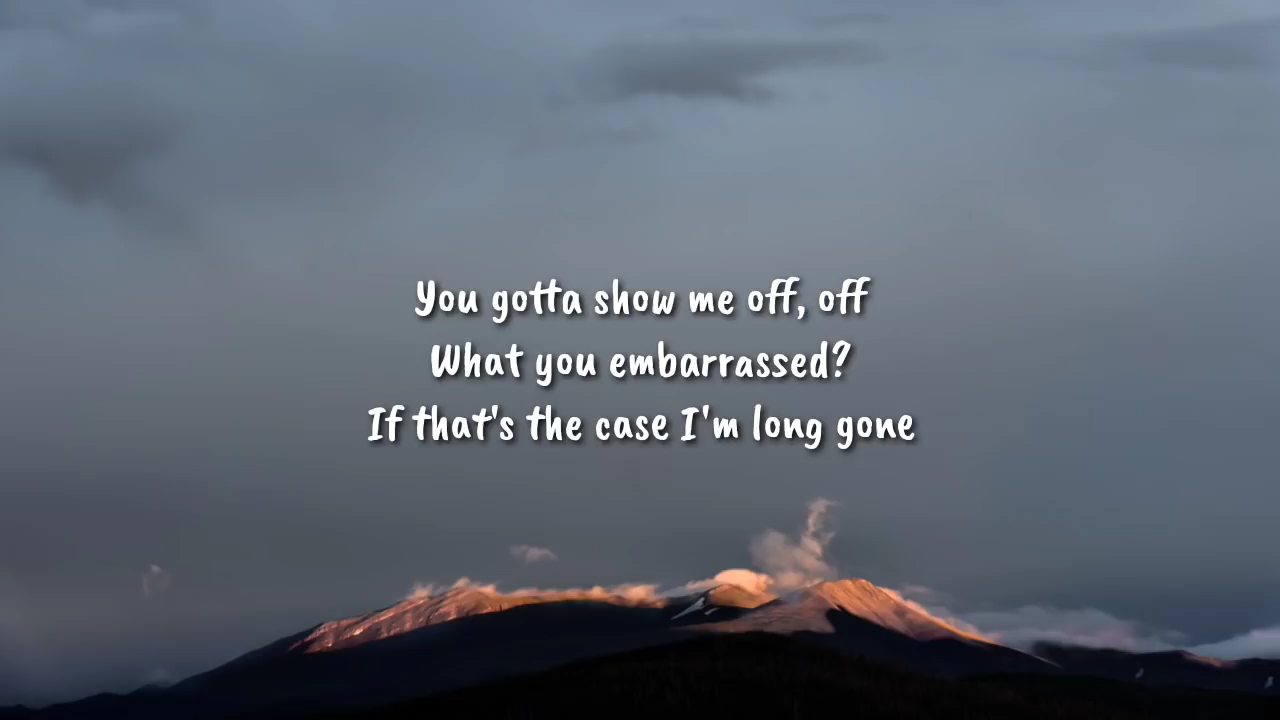 You gotta show me off, off
What you embarrassed?
If that's the case I'm long gone